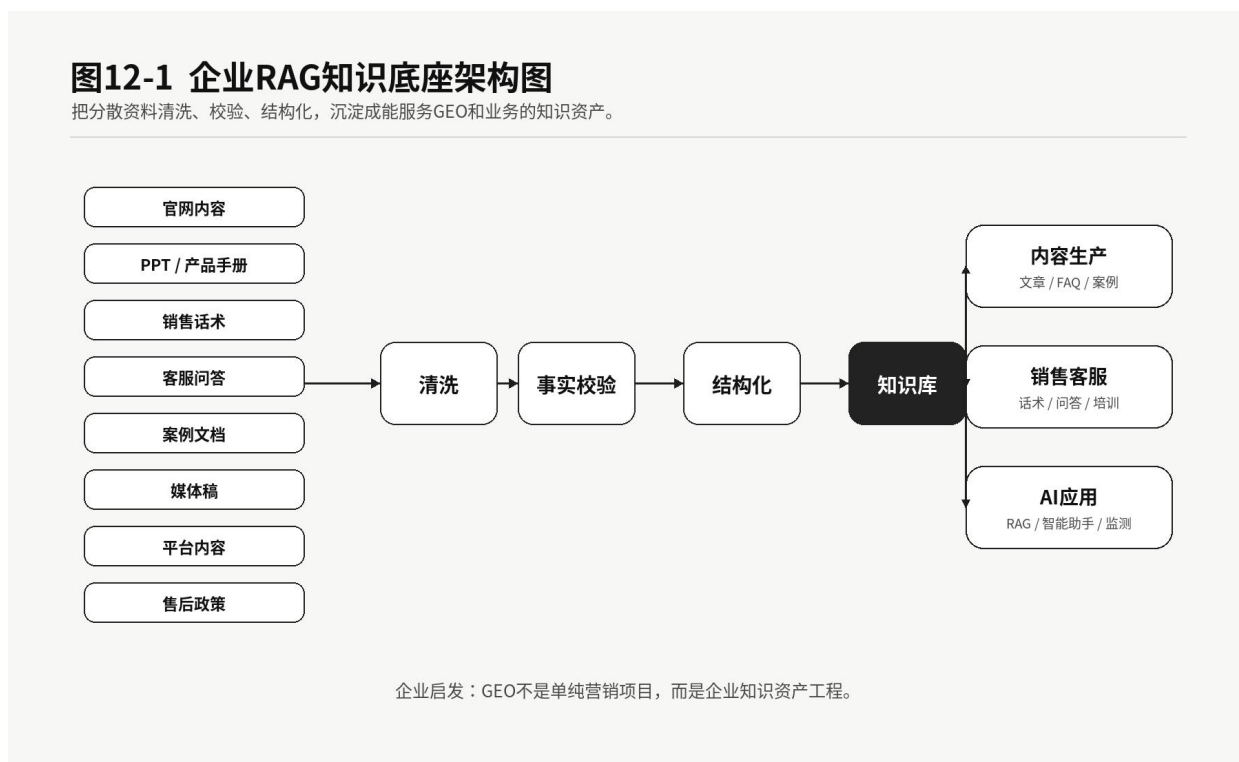 图12-1 企业RAG知识底座架构图
把分散资料清洗、校验、结构化，沉淀成能服务GEO和业务的知识资产。
官网内容
PPT / 产品手册
销售话术
客服问答
案例文档
媒体稿
平台内容
售后政策
清洗
事实校验
结构化
知识库
内容生产
文章 / FAQ / 案例
销售客服
话术 / 问答 / 培训
AI应用
RAG / 智能助手 / 监测
企业启发：GEO不是单纯营销项目，而是企业知识资产工程。